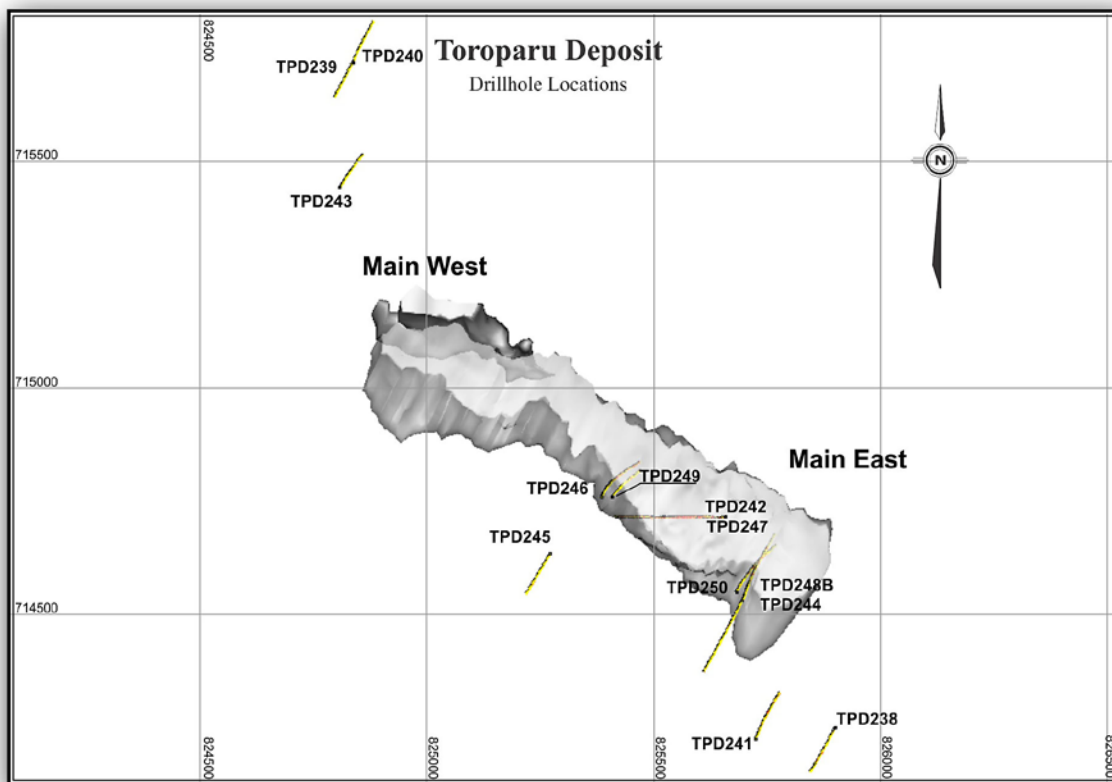 824500
Toroparu Deposit
Drillhole Locations
TPD240
TPD239
N
715500
TPD243
Main West
715000
Main East
TPD249
TPD246
TPD242
TPD247
TPD245
TPD250
TPD248B
TPD244
714500
TPD238
TPD241
824500
825000
825500
826000